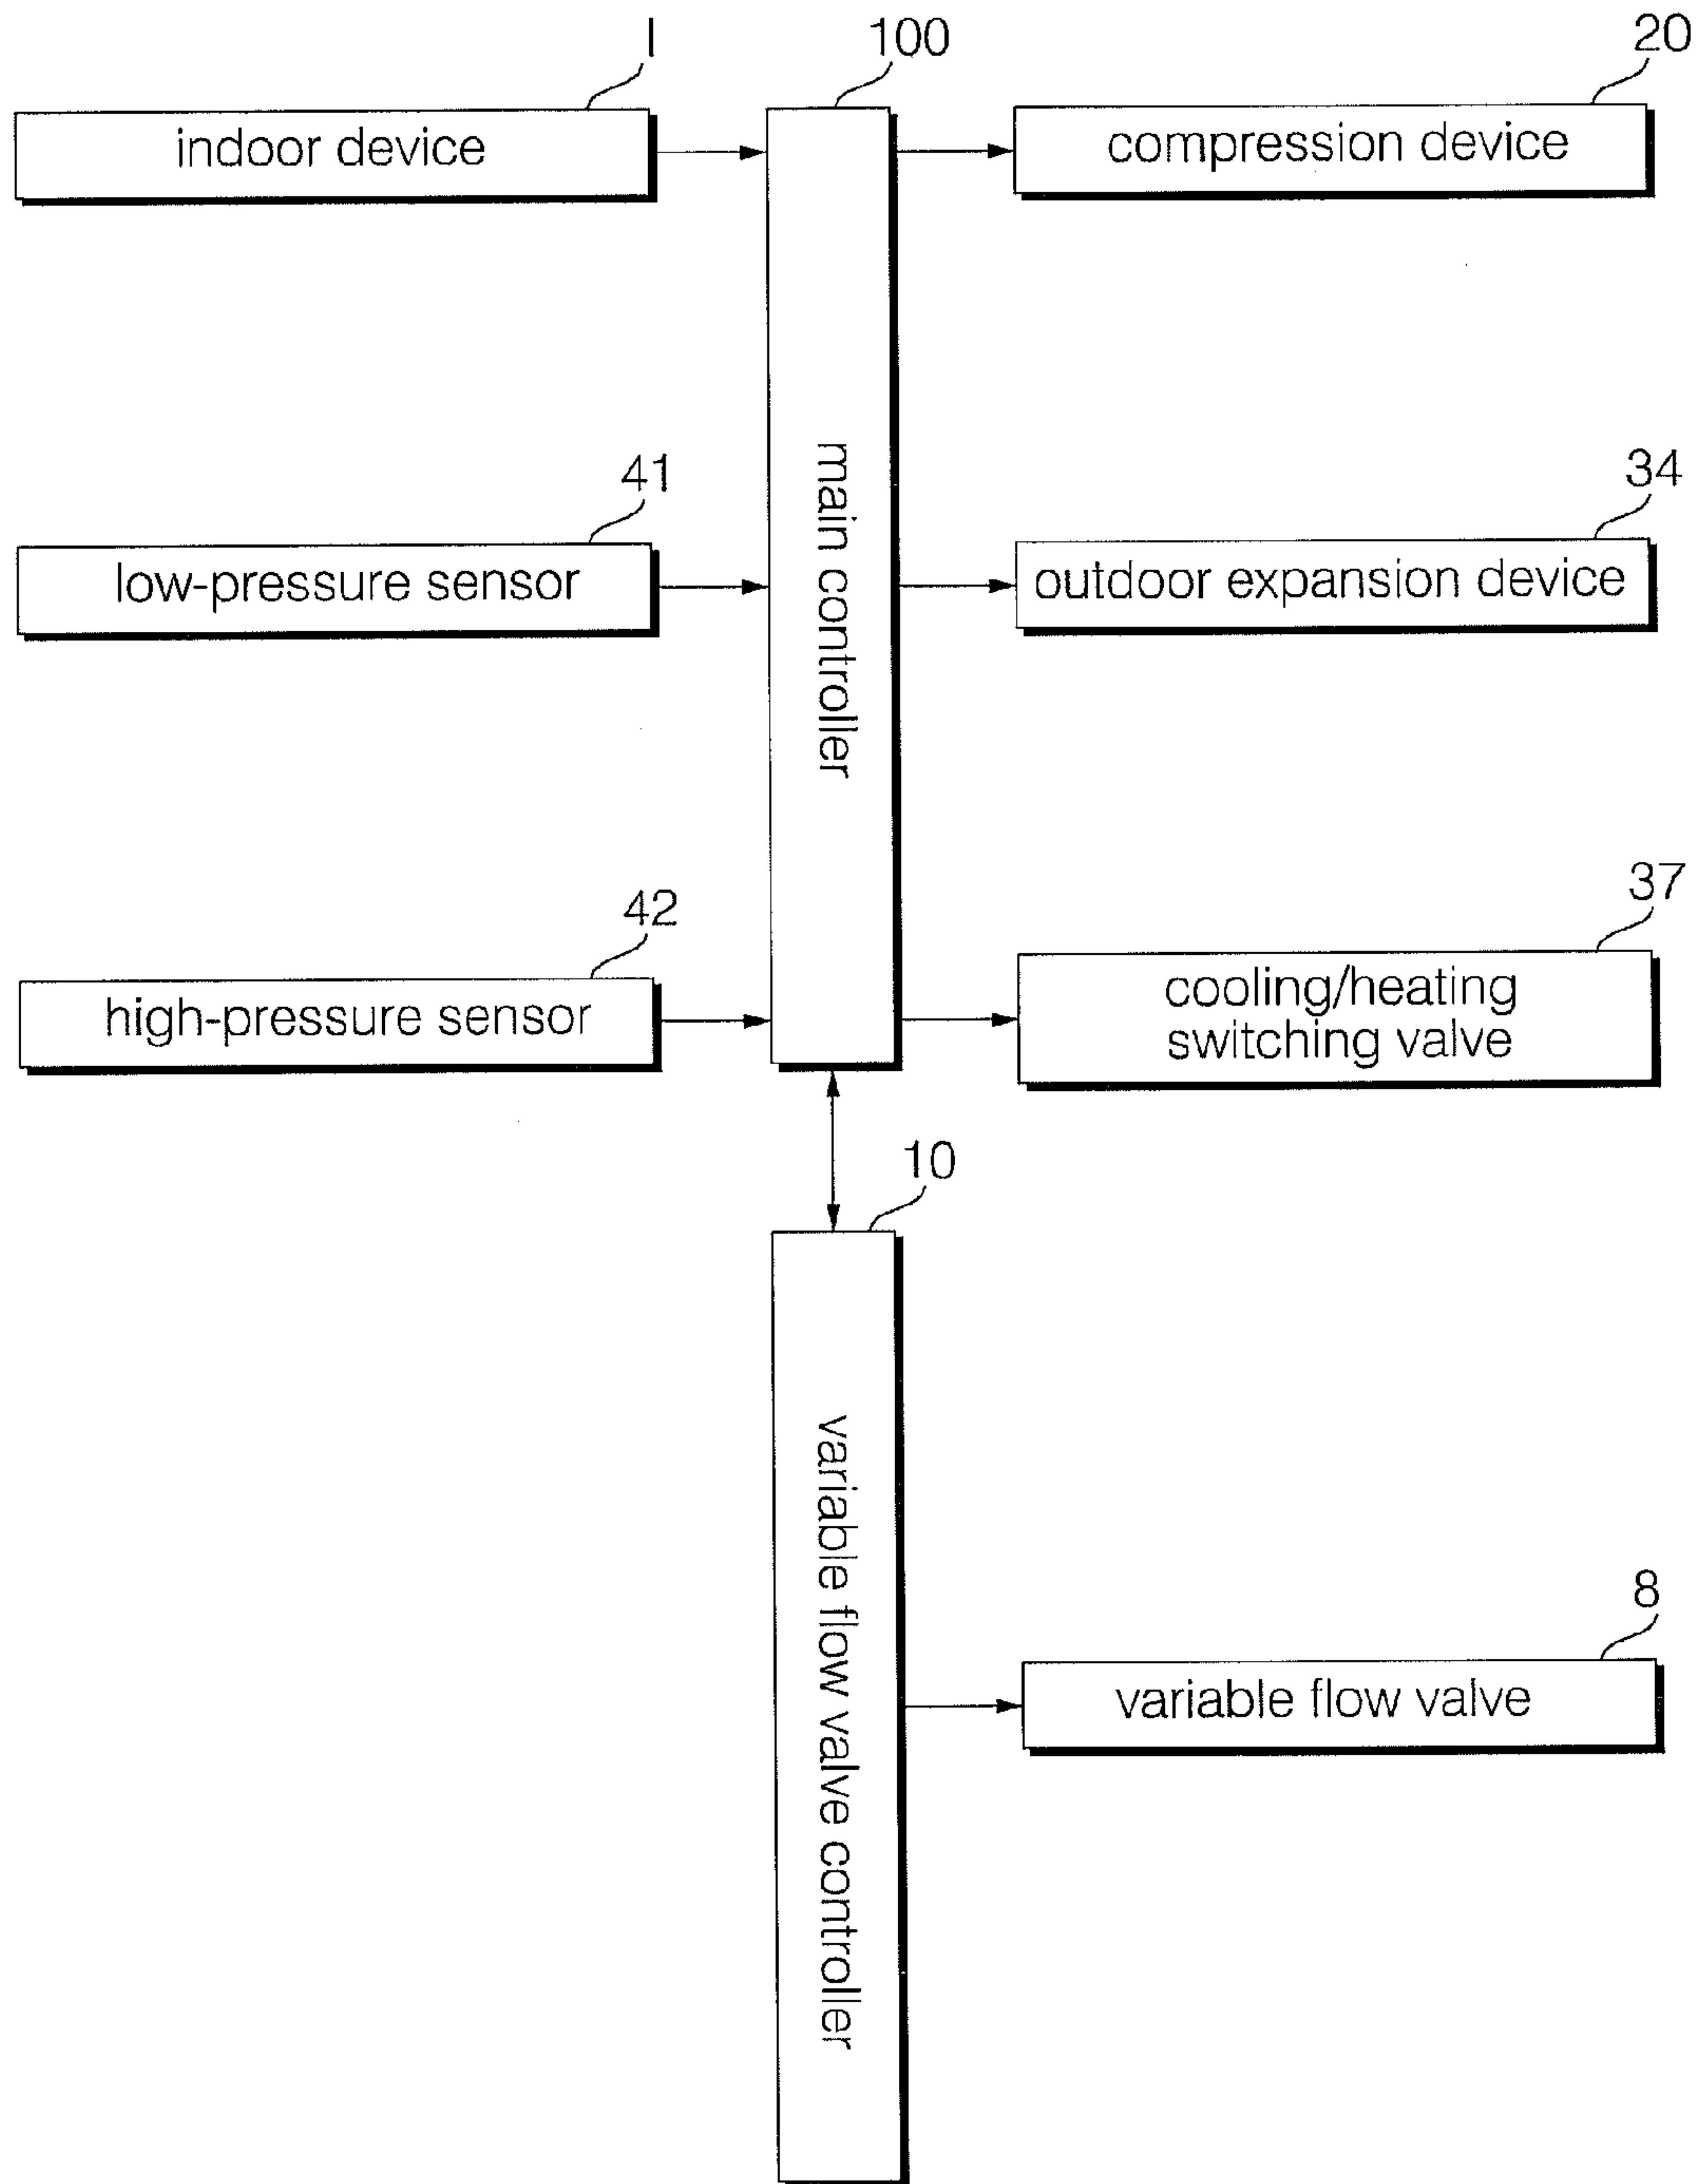 I
100
20
indoor device
compression device
41
34
low-pressure sensor
main controller
outdoor expansion device
42
37
high-pressure sensor
cooling/heating
switching valve
10
variable flow valve controller
8
variable flow valve